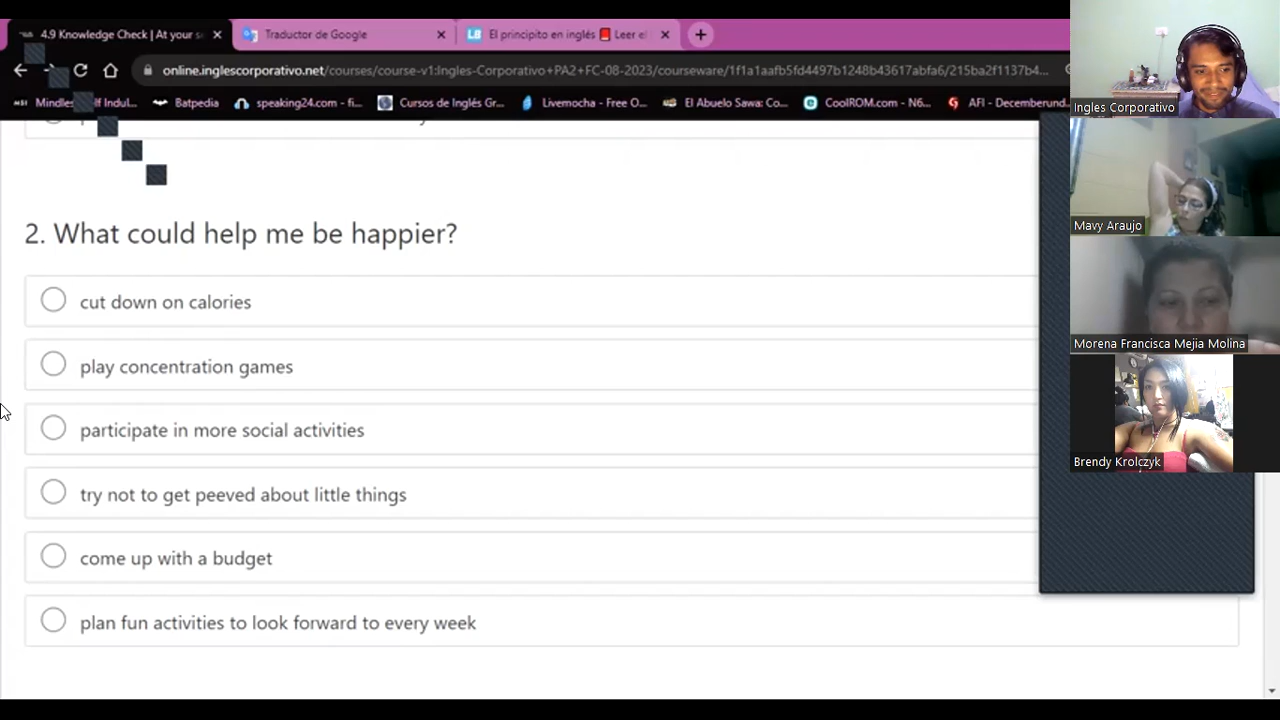 4.9 Knowledge Check | At your s
Traductor de Google
LB El principito en inglés Leer el
online.inglescorporativo.net/courses/course-v1:Ingles-Corporativo+PA2+FC-08-2023/courseware/1f1a1aafb5fd4497b1248b43617abfa6/215ba2f1137b4...
Batpedia
speaking24.com - fi...
Cursos de Inglés Gr...
Livemocha - Free O...
El Abuelo Sawa: Co...
CoolROM.com - N6...
AFI - Decemberund
Ingles Corporativo
Mavy Araujo
Morena Francisca Mejia Molina
Brendy Krolczyk
2. What could help me be happier?
cut down on calories
play concentration games
participate in more social activities
try not to get peeved about little things
come up with a budget
plan fun activities to look forward to every week